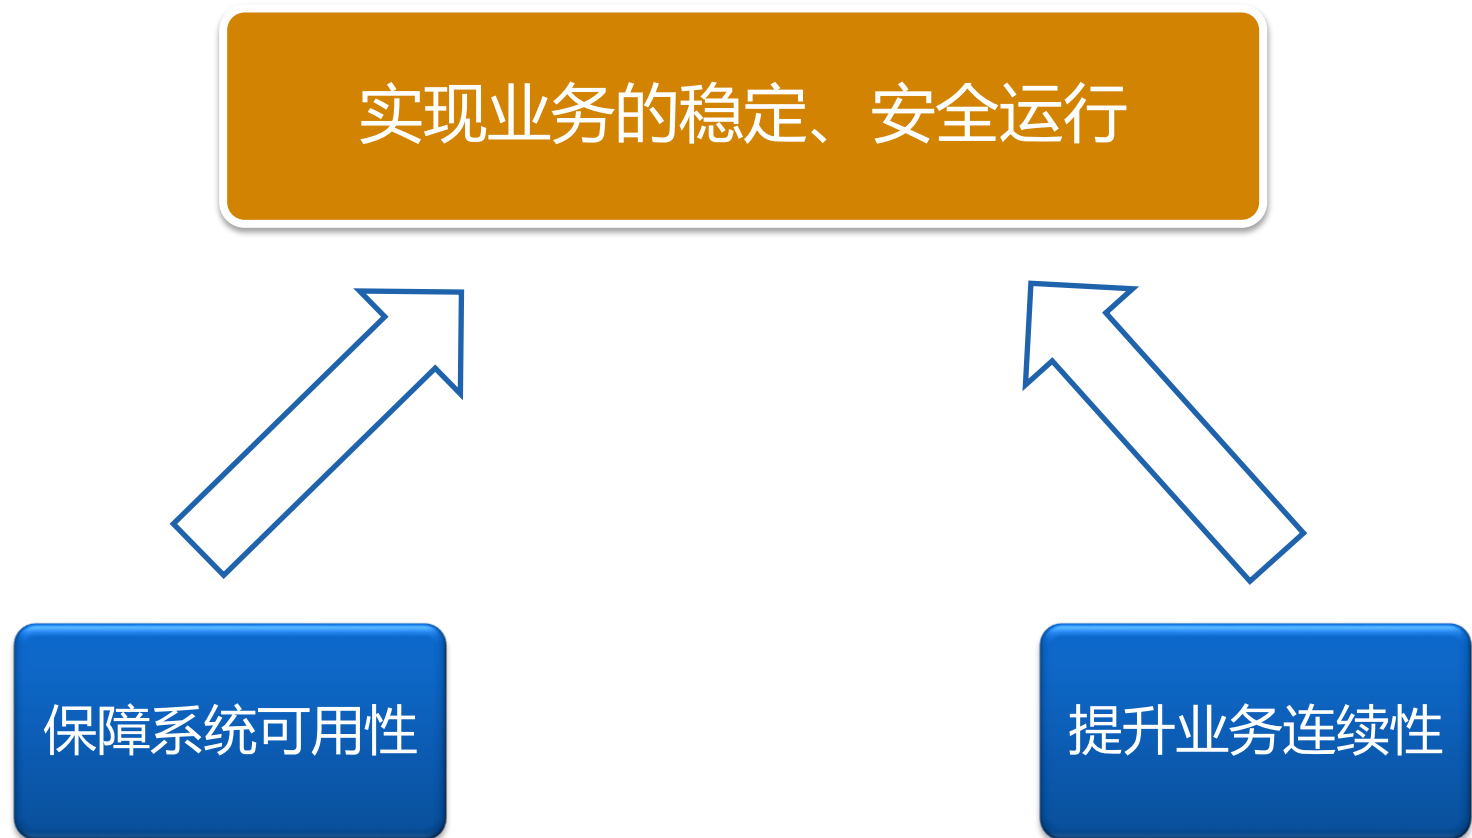 实现业务的稳定、安全运行
保障系统可用性
提升业务连续性